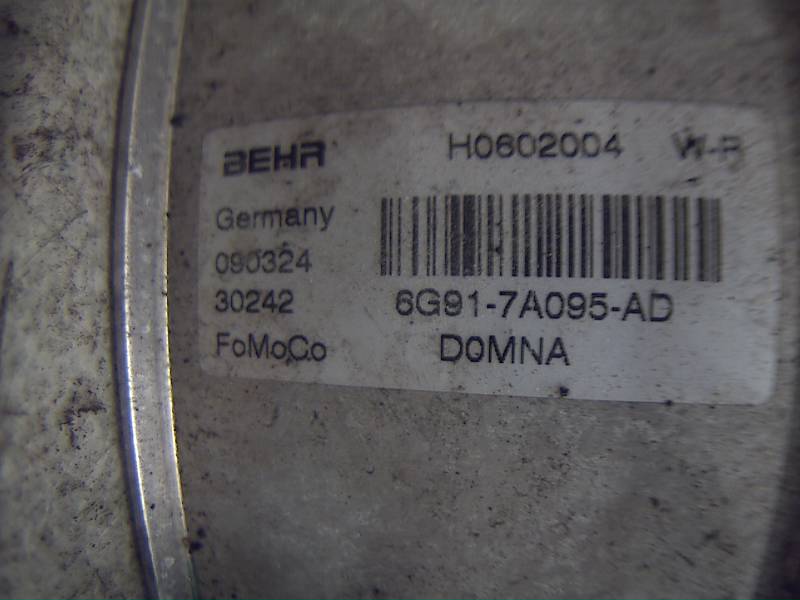 BEHR H0602004 W-R
Germany
090324
30242 6G91-7A095-AD
FoMoCo D0MNA